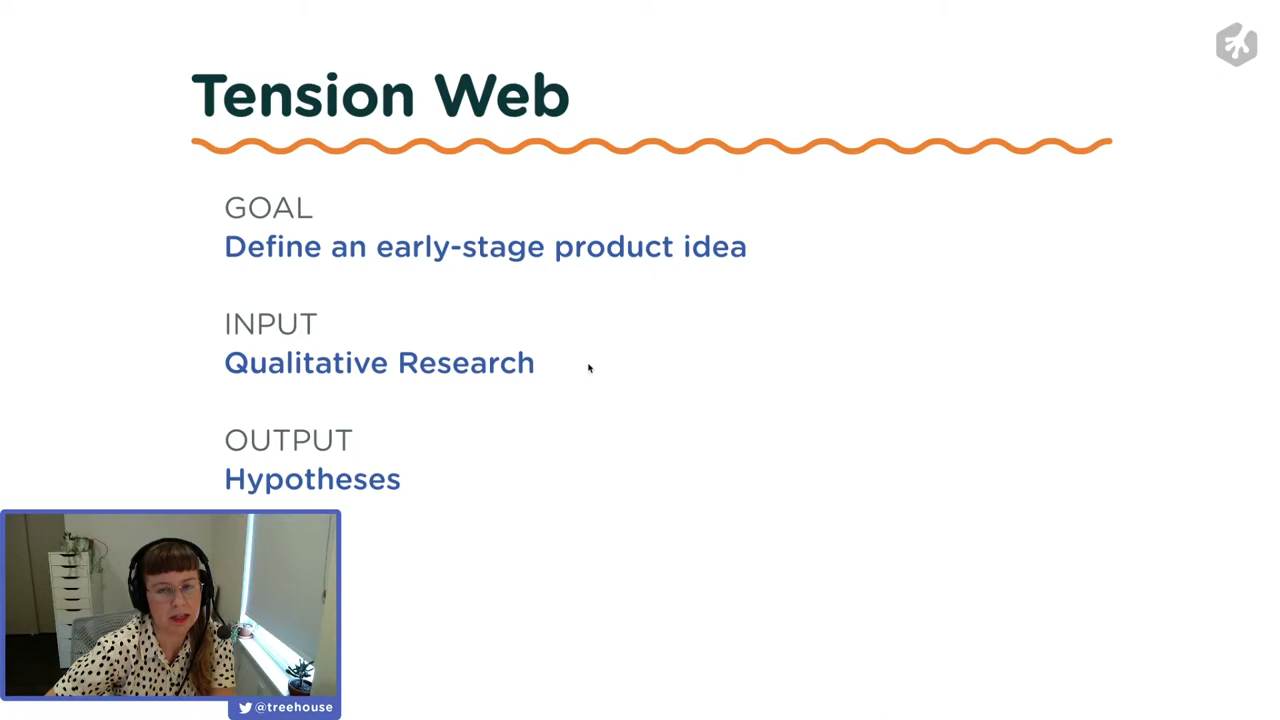 Tension Web
GOAL
Define an early-stage product idea
INPUT
Qualitative Research
OUTPUT
Hypotheses
@treehouse